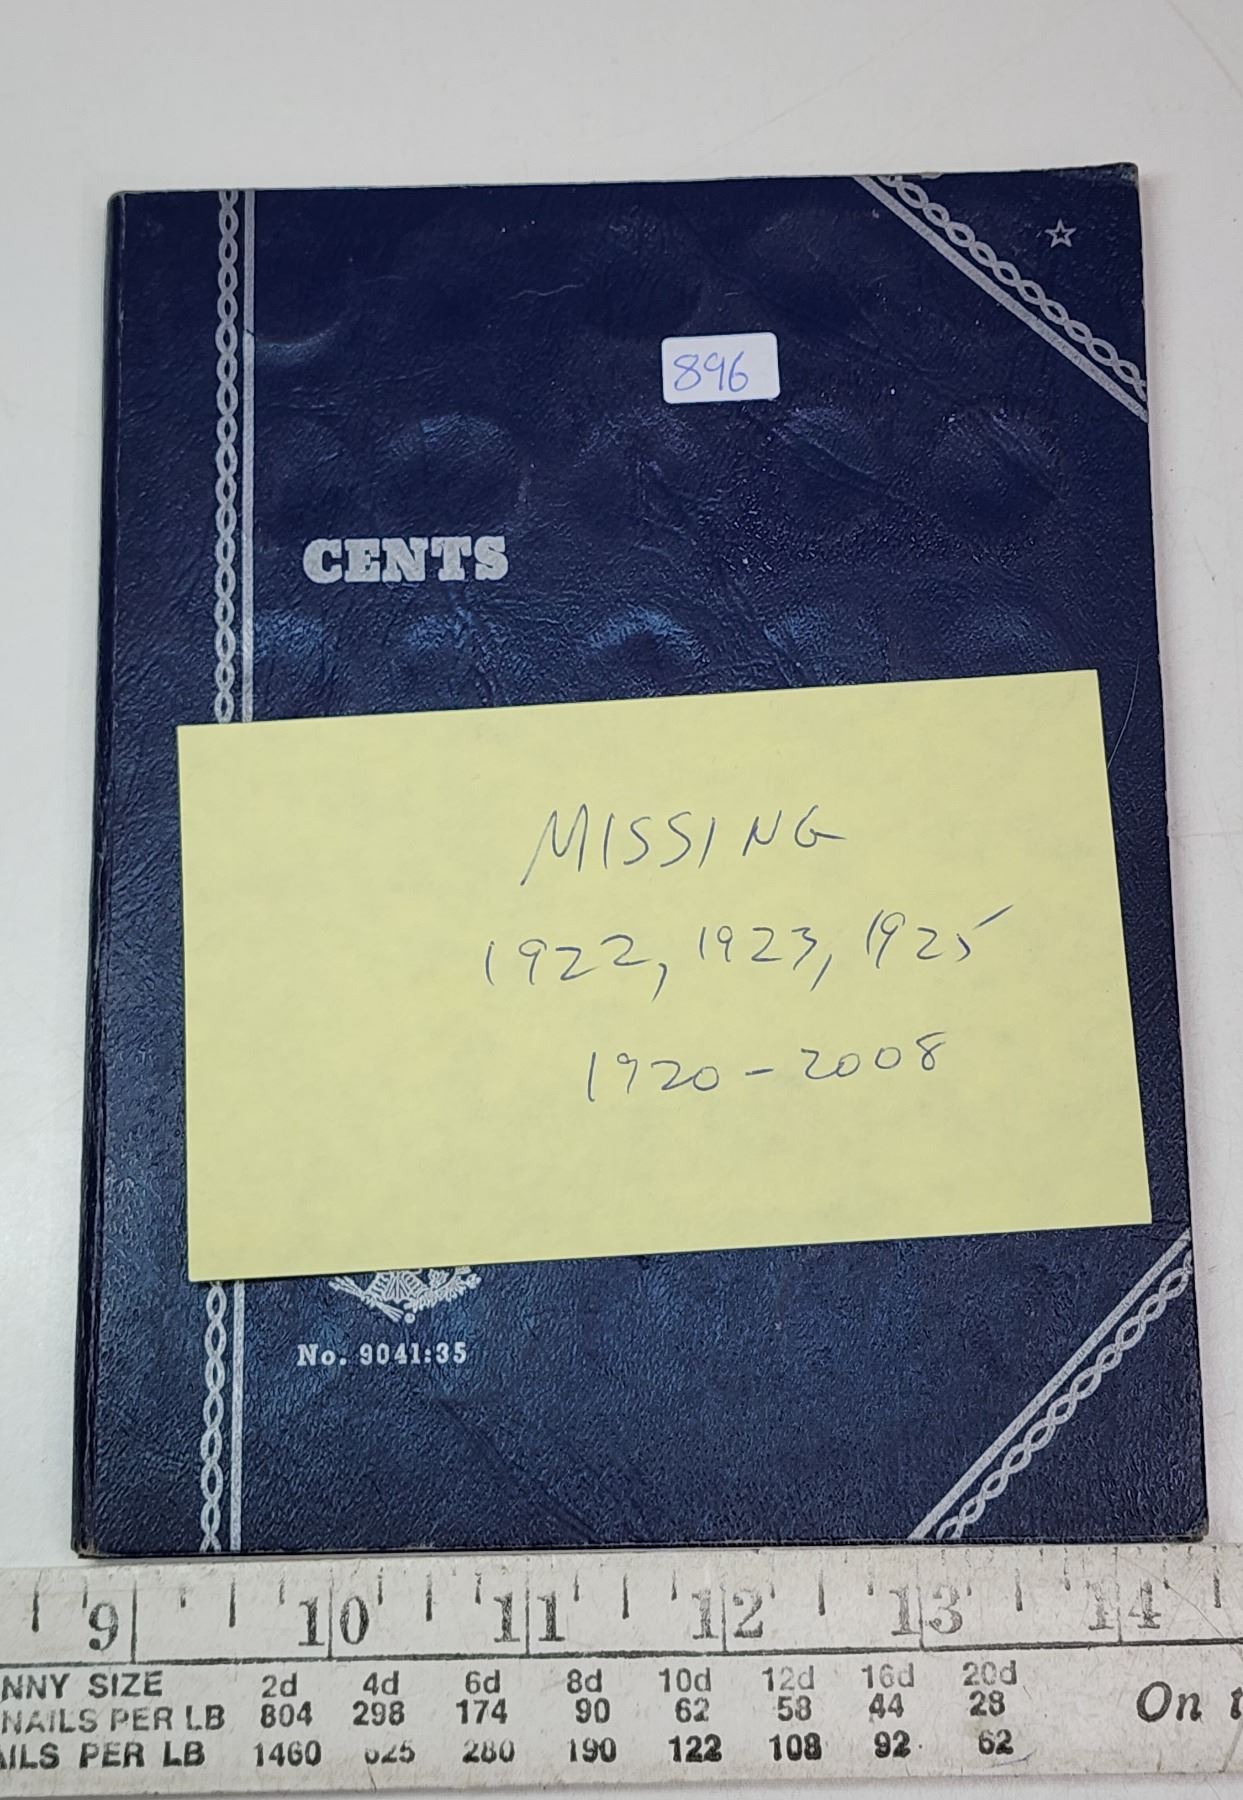 896
CENTS
MISSING
1922, 1923, 1925
1920-2008
No. 9041:35
9 10 11 12 13 14
NNY SIZE 2d 4d 6d 8d 10d 12d 16d 20d
NAILS PER LB 804 298 174 90 62 58 44 28
ILS PER LB 1460 625 280 190 122 108 92 62
On t